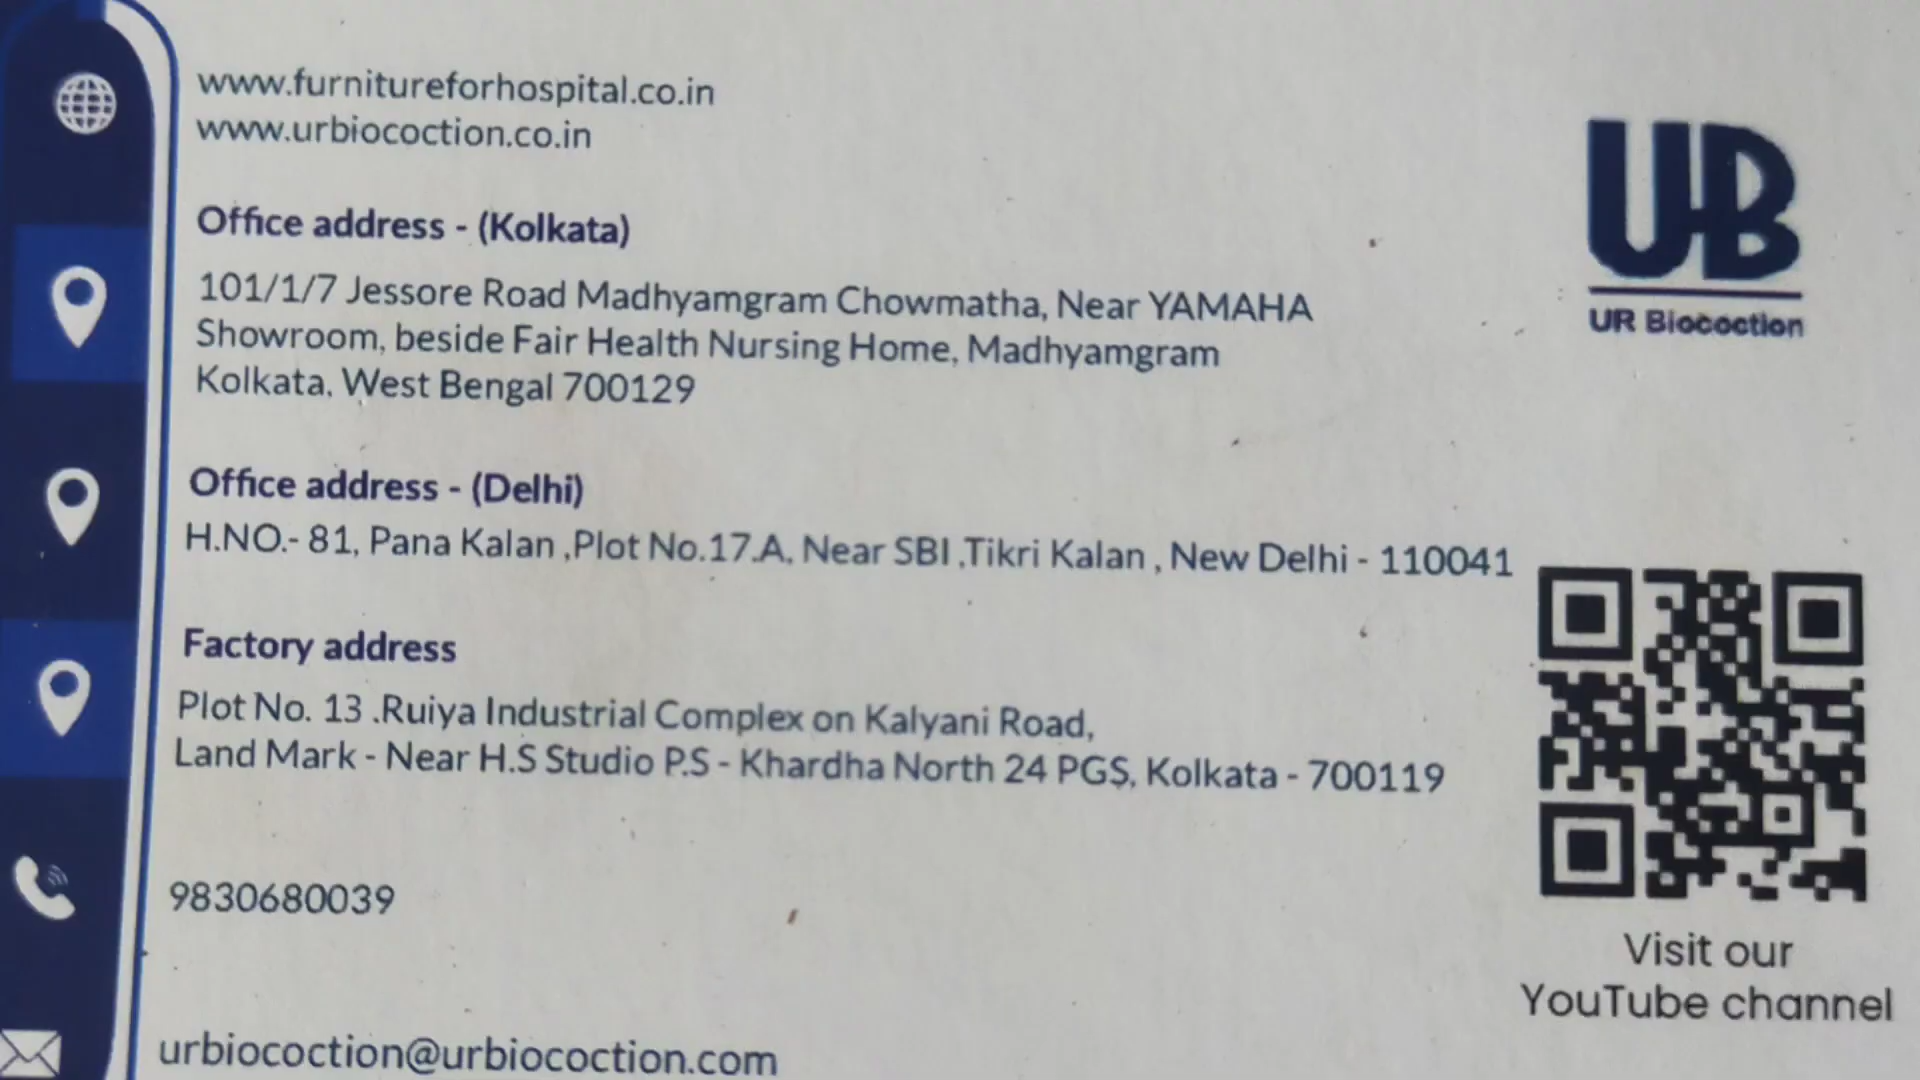 www.furnitureforhospital.co.in
www.urbiocoction.co.in
Office address - (Kolkata)
101/1/7 Jessore Road Madhyamgram Chowmatha, Near YAMAHA
Showroom, beside Fair Health Nursing Home, Madhyamgram
Kolkata, West Bengal 700129
Office address - (Delhi)
H.NO.- 81, Pana Kalan ,Plot No.17.A, Near SBI ,Tikri Kalan , New Delhi - 110041
Factory address
Plot No. 13 ,Ruiya Industrial Complex on Kalyani Road,
Land Mark - Near H.S Studio P.S - Khardha North 24 PGS, Kolkata - 700119
9830680039
urbiocoction@urbiocoction.com
UB
UR Biocoction
Visit our
YouTube channel